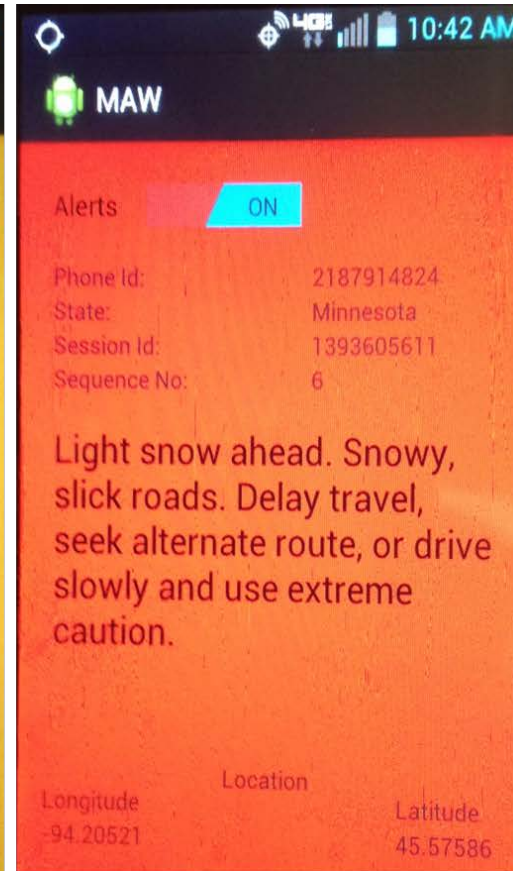 4G
10:42 AM
MAW
Alerts ON
Phone Id: 2187914824
State: Minnesota
Session Id: 1393605611
Sequence No: 6
Light snow ahead. Snowy,
slick roads. Delay travel,
seek alternate route, or drive
slowly and use extreme
caution.
Location
Longitude Latitude
-94.20521 45.57586